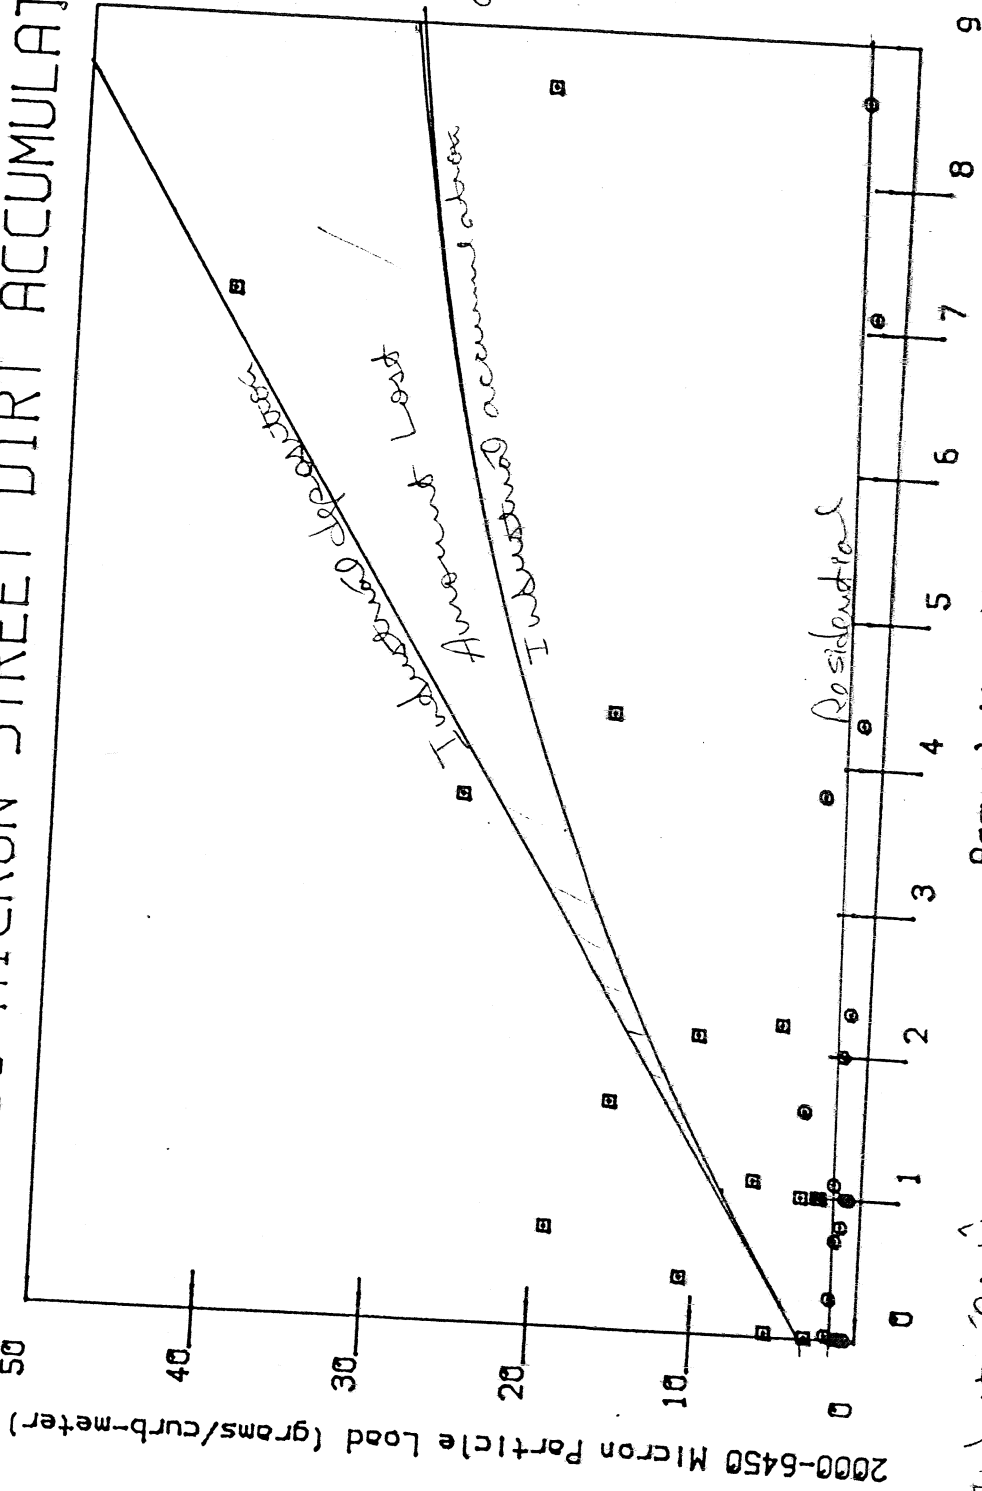 MICRON STREET DIRT ACCUMULAT
2000-6450 Micron Particle Load (grams/curb-meter)
50
40
30
20
10
0
0 1 2 3 4 5 6 7 8 9
Industrial deposition
Amount Lost
Industrial accumulation
Residential